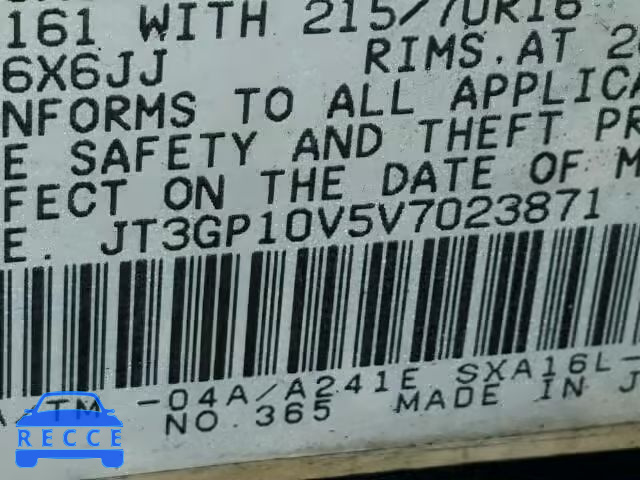 161 WITH 215/70R16
6X6JJ RIMS.AT
NFORMS TO ALL APPLICA
E SAFETY AND THEFT PR
FECT ON THE DATE OF M
E. JT3GP10V5V7023871
A-TM -04A/A241E SXA16L-
NO.365 MADE IN J
RECCE